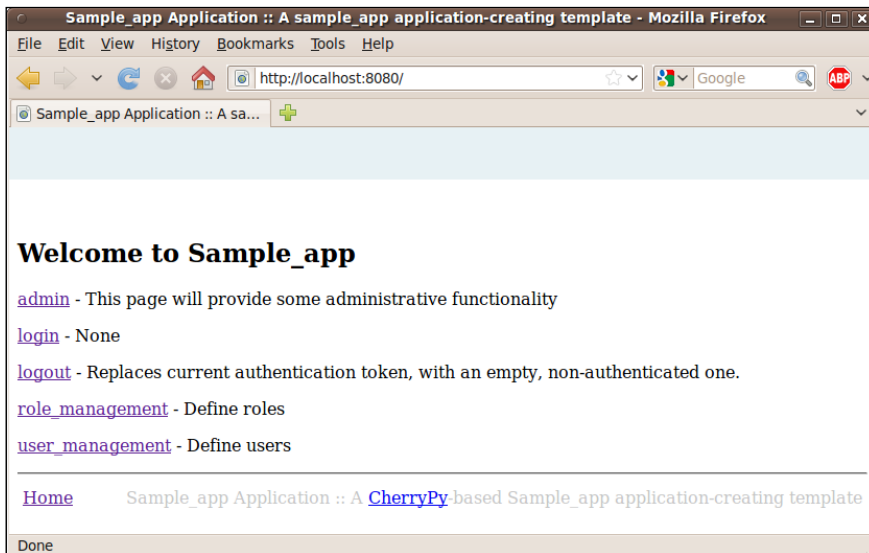 Sample_app Application :: A sample_app application-creating template - Mozilla Firefox
File Edit View History Bookmarks Tools Help
http://localhost:8080/ Google ABP
Sample_app Application :: A sa...
Welcome to Sample_app
admin - This page will provide some administrative functionality
login - None
logout - Replaces current authentication token, with an empty, non-authenticated one.
role_management - Define roles
user_management - Define users
Home Sample_app Application :: A CherryPy-based Sample_app application-creating template
Done